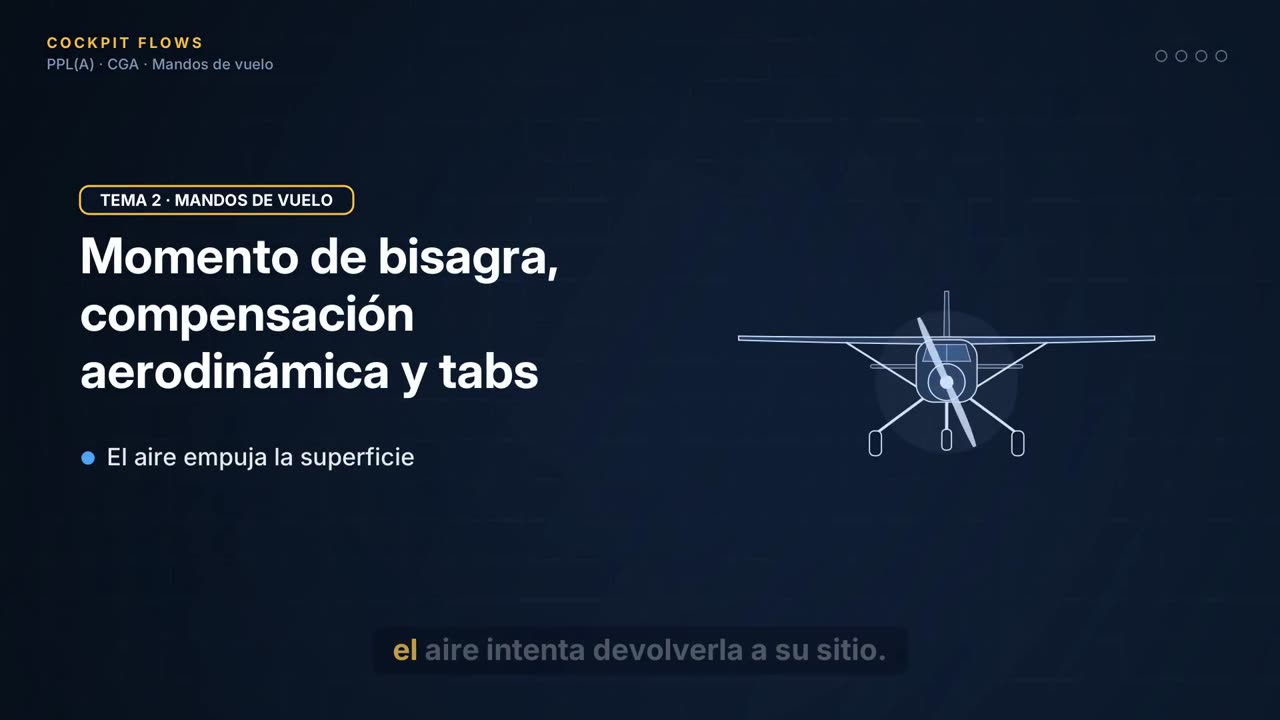 COCKPIT FLOWS
PPL(A) · CGA · Mandos de vuelo
TEMA 2 · MANDOS DE VUELO
Momento de bisagra,
compensación
aerodinámica y tabs
El aire empuja la superficie
el aire intenta devolverla a su sitio.